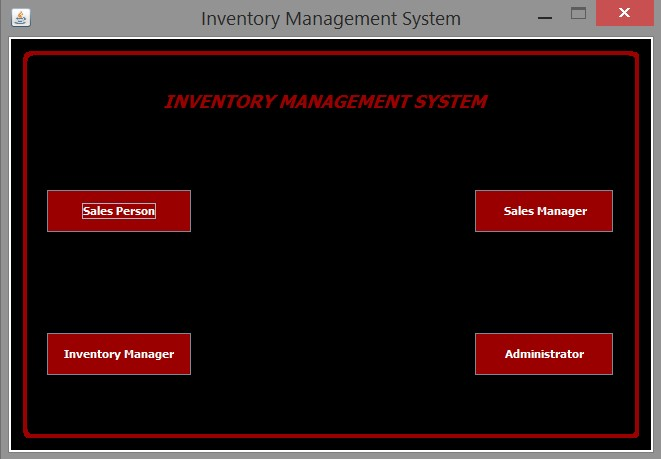 Inventory Management System
INVENTORY MANAGEMENT SYSTEM
Sales Person
Sales Manager
Inventory Manager
Administrator